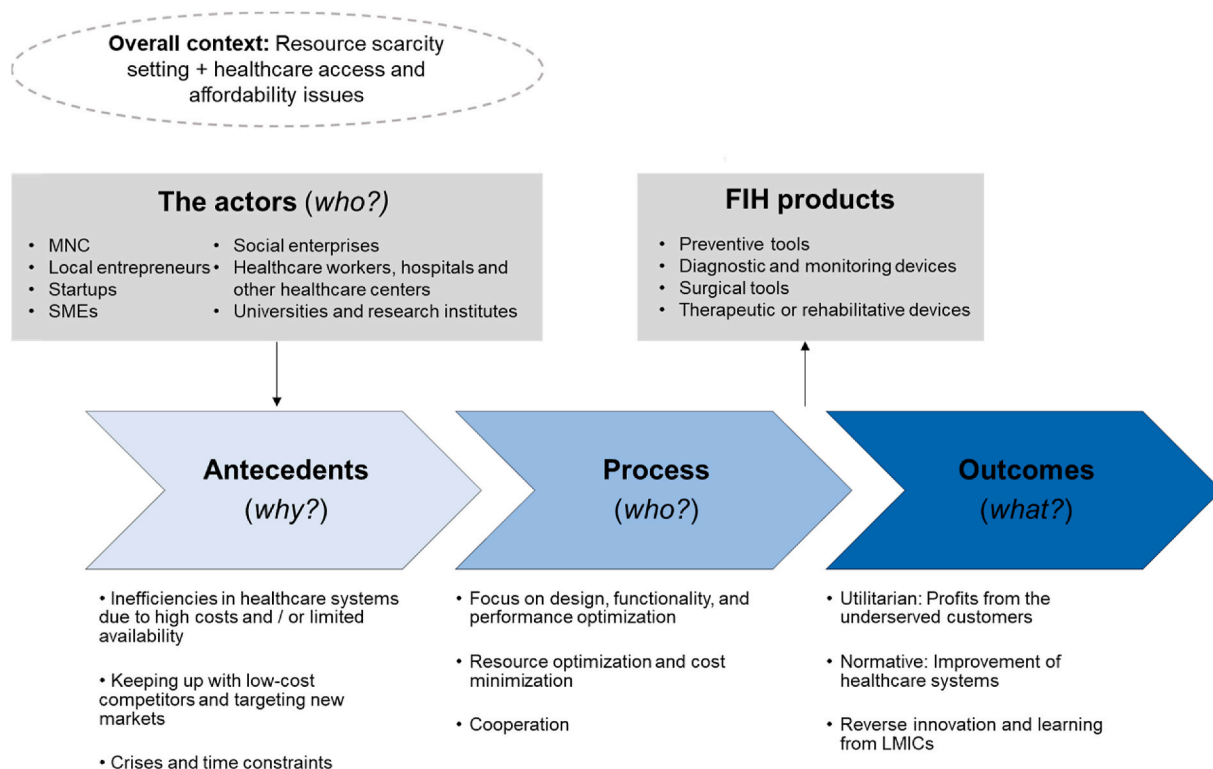 Overall context: Resource scarcity
setting + healthcare access and
affordability issues
The actors (who?)
• MNC
• Local entrepreneurs
• Startups
• SMEs
• Social enterprises
• Healthcare workers, hospitals and
other healthcare centers
• Universities and research institutes
FIH products
• Preventive tools
• Diagnostic and monitoring devices
• Surgical tools
• Therapeutic or rehabilitative devices
Antecedents
(why?)
• Inefficiencies in healthcare systems
due to high costs and / or limited
availability
• Keeping up with low-cost
competitors and targeting new
markets
• Crises and time constraints
Process
(who?)
• Focus on design, functionality, and
performance optimization
• Resource optimization and cost
minimization
• Cooperation
Outcomes
(what?)
• Utilitarian: Profits from the
underserved customers
• Normative: Improvement of
healthcare systems
• Reverse innovation and learning
from LMICs